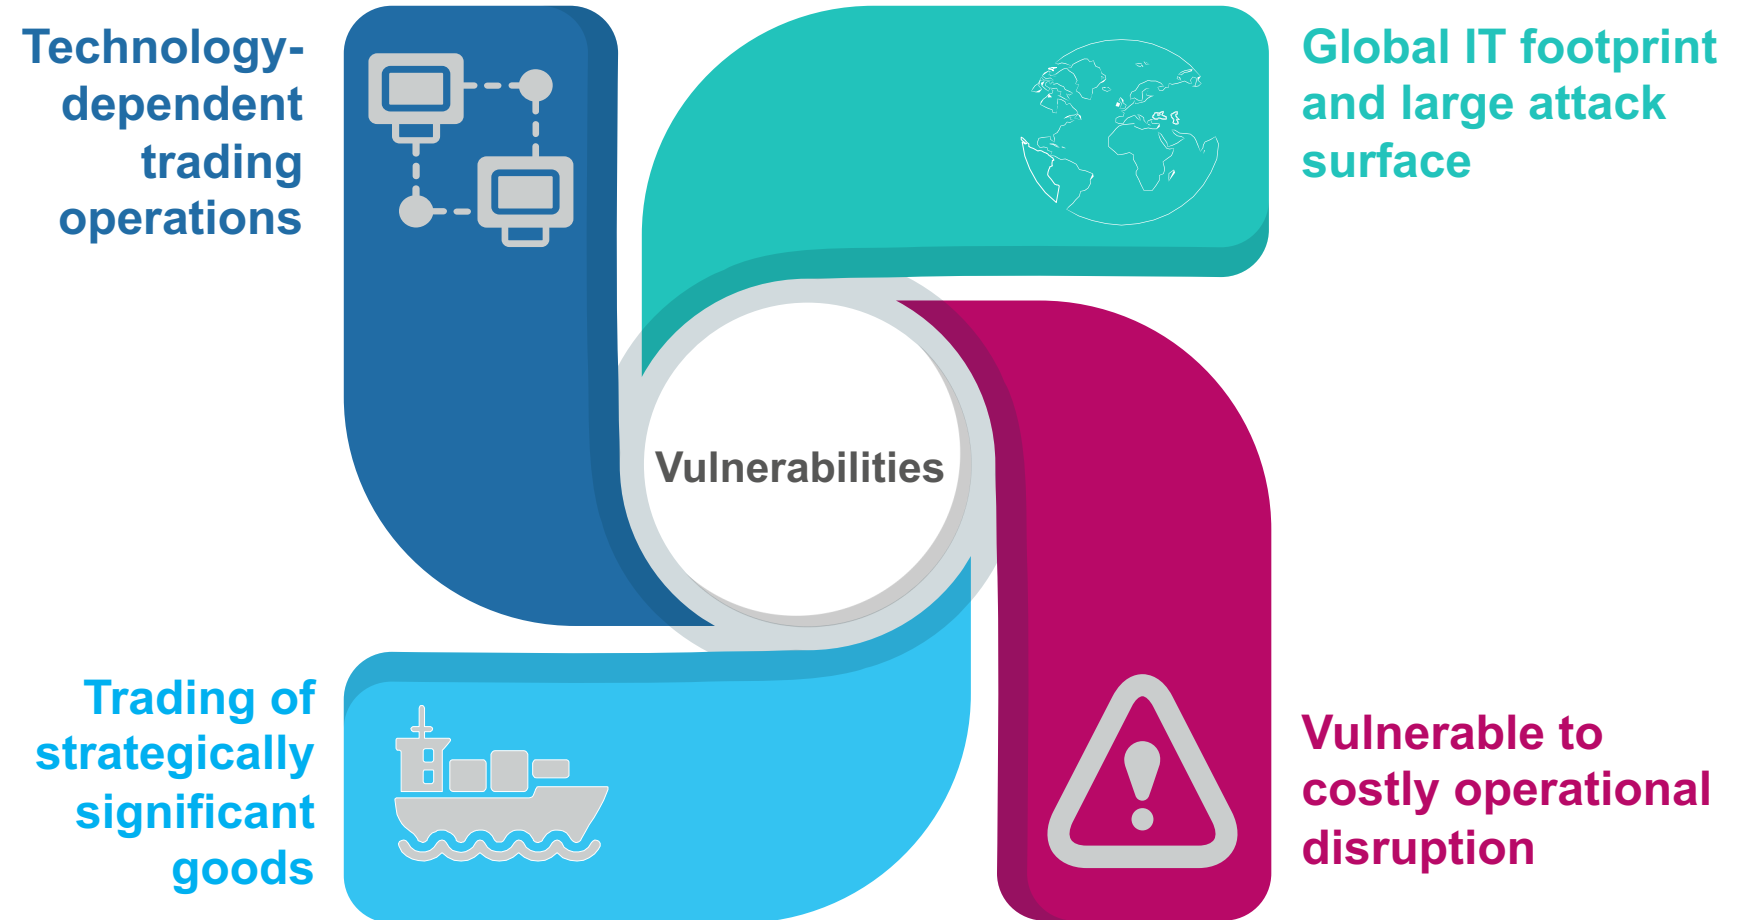 Technology-
dependent
trading
operations
Global IT footprint
and large attack
surface
Vulnerabilities
Trading of
strategically
significant
goods
Vulnerable to
costly operational
disruption